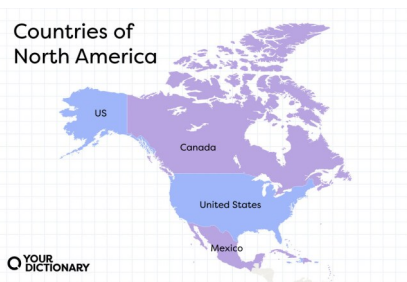 Countries of
North America
US
Canada
United States
Mexico
YOUR
DICTIONARY